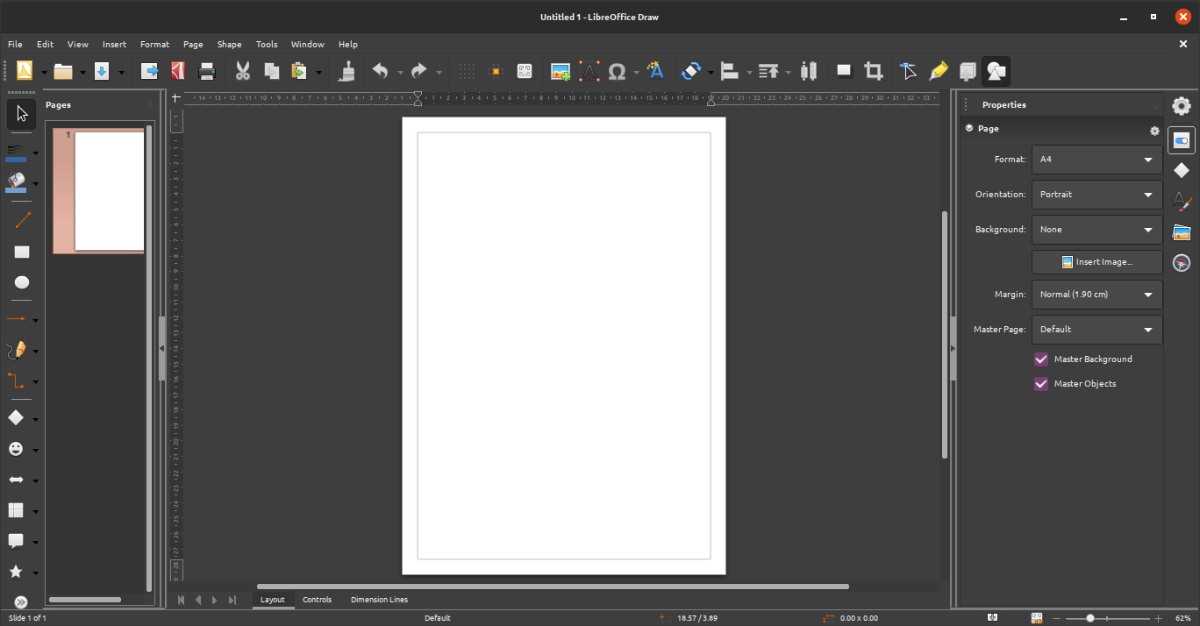 Untitled 1 - LibreOffice Draw
File Edit View Insert Format Page Shape Tools Window Help
Pages
1
Properties
Page
Format: A4
Orientation: Portrait
Background: None
Insert Image...
Margin: Normal (1.90 cm)
Master Page: Default
Master Background
Master Objects
Layout Controls Dimension Lines
Slide 1 of 1 Default 18.57 / 3.89 0.00 x 0.00 62%